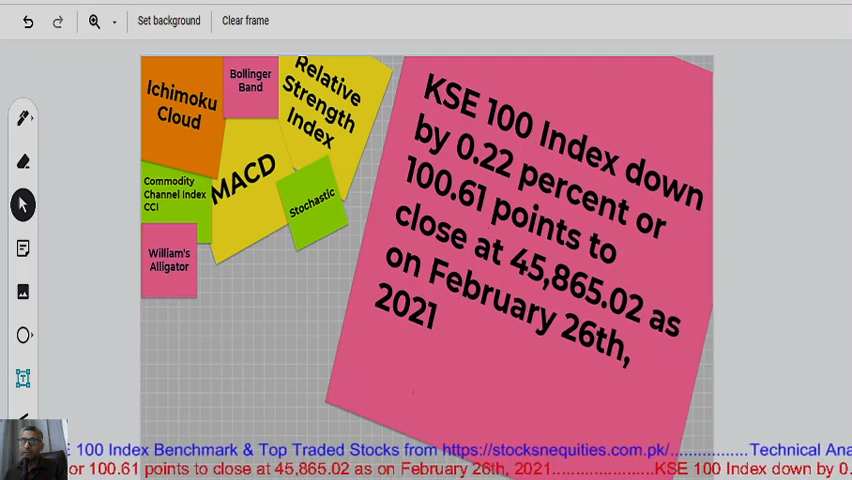 Set background
Clear frame
Ichimoku
Cloud
Bollinger
Band
Relative
Strength
Index
Commodity
Channel Index
CCI
MACD
Stochastic
William's
Alligator
KSE 100 Index down
by 0.22 percent or
100.61 points to
close at 45,865.02 as
on February 26th,
2021
E 100 Index Benchmark & Top Traded Stocks from https://stocksnequities.com.pk/................Technical Ana
or 100.61 points to close at 45,865.02 as on February 26th, 2021.......................KSE 100 Index down by 0.